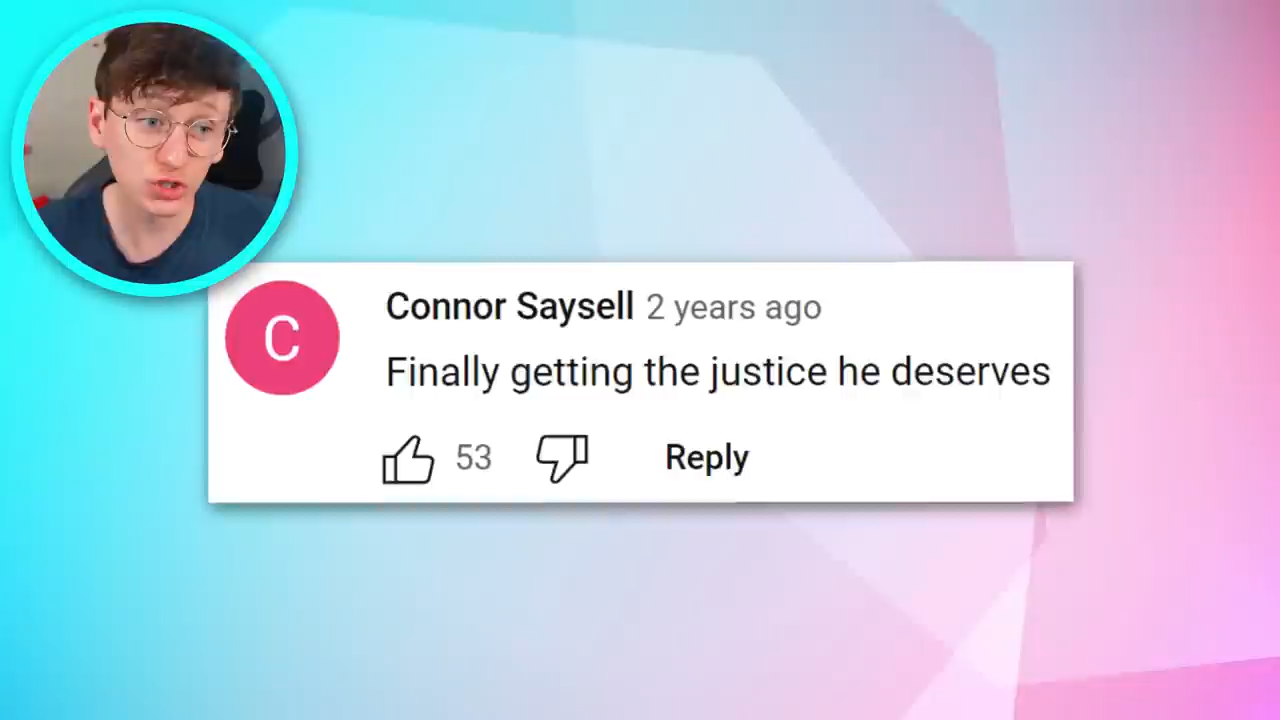 C
Connor Saysell 2 years ago
Finally getting the justice he deserves
53 Reply